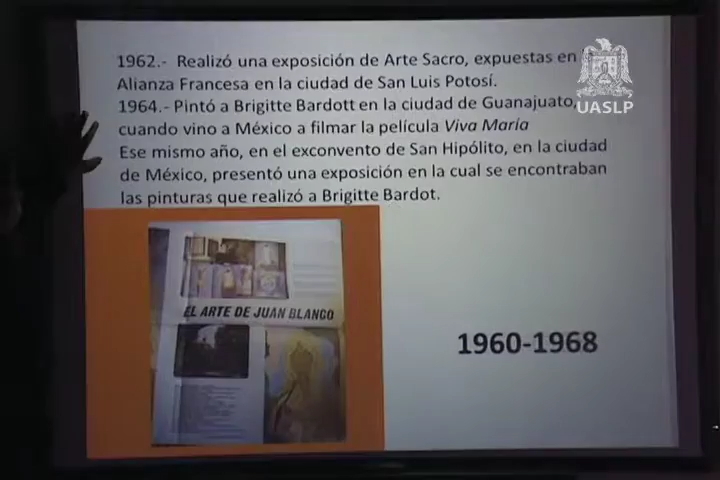 1962.- Realizó una exposición de Arte Sacro, expuestas en
Alianza Francesa en la ciudad de San Luis Potosí.
1964.- Pintó a Brigitte Bardott en la ciudad de Guanajuato,
cuando vino a México a filmar la película Viva María
Ese mismo año, en el exconvento de San Hipólito, en la ciudad
de México, presentó una exposición en la cual se encontraban
las pinturas que realizó a Brigitte Bardot.
UASLP
EL ARTE DE JUAN BLANCO
1960-1968